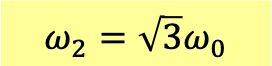 ω₂ = √3ω₀